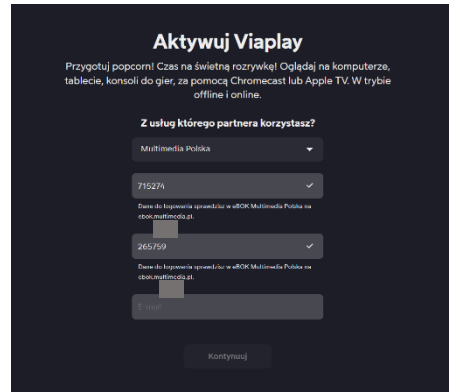 Aktywuj Viaplay
Przygotuj popcorn! Czas na świetną rozrywkę! Oglądaj na komputerze,
tablecie, konsoli do gier, za pomocą Chromecast lub Apple TV. W trybie
offline i online.
Z usług którego partnera korzystasz?
Multimedia Polska
715274
Dane do logowania sprawdzisz w eBOK Multimedia Polska na
ebok.multimedia.pl.
265759
Dane do logowania sprawdzisz w eBOK Multimedia Polska na
ebok.multimedia.pl.
E-mail
Kontynuuj